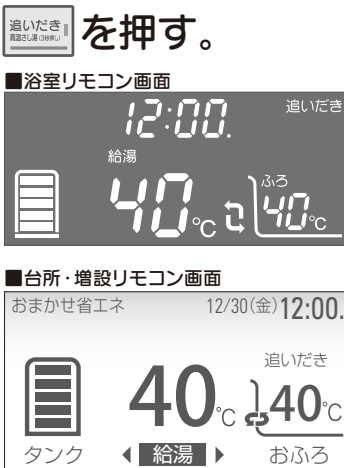 追いだき
高温さし湯(3秒押し)
を押す。
■浴室リモコン画面
12:00.
追いだき
給湯
ふろ
40℃
40℃
■台所・増設リモコン画面
おまかせ省エネ 12/30(金)12:00.
追いだき
40℃
40℃
タンク
給湯
おふろ